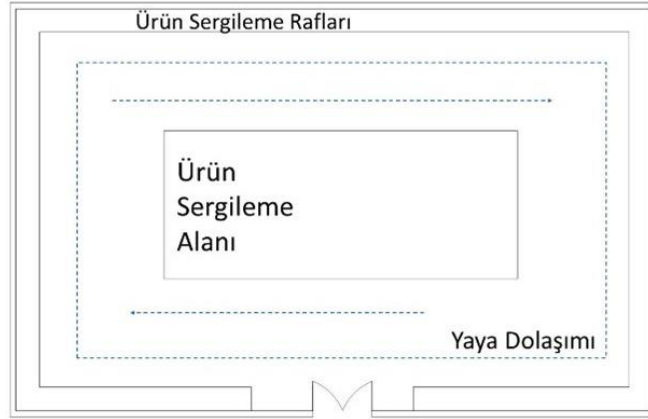 Ürün Sergileme Rafları
Ürün
Sergileme
Alanı
Yaya Dolaşımı